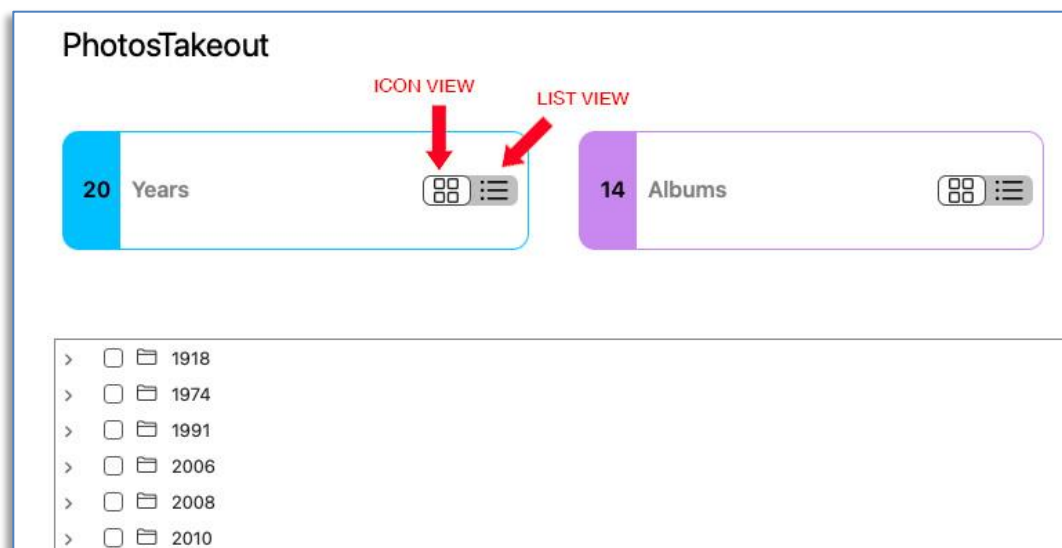 PhotosTakeout
ICON VIEW
LIST VIEW
20 Years
14 Albums
1918
1974
1991
2006
2008
2010